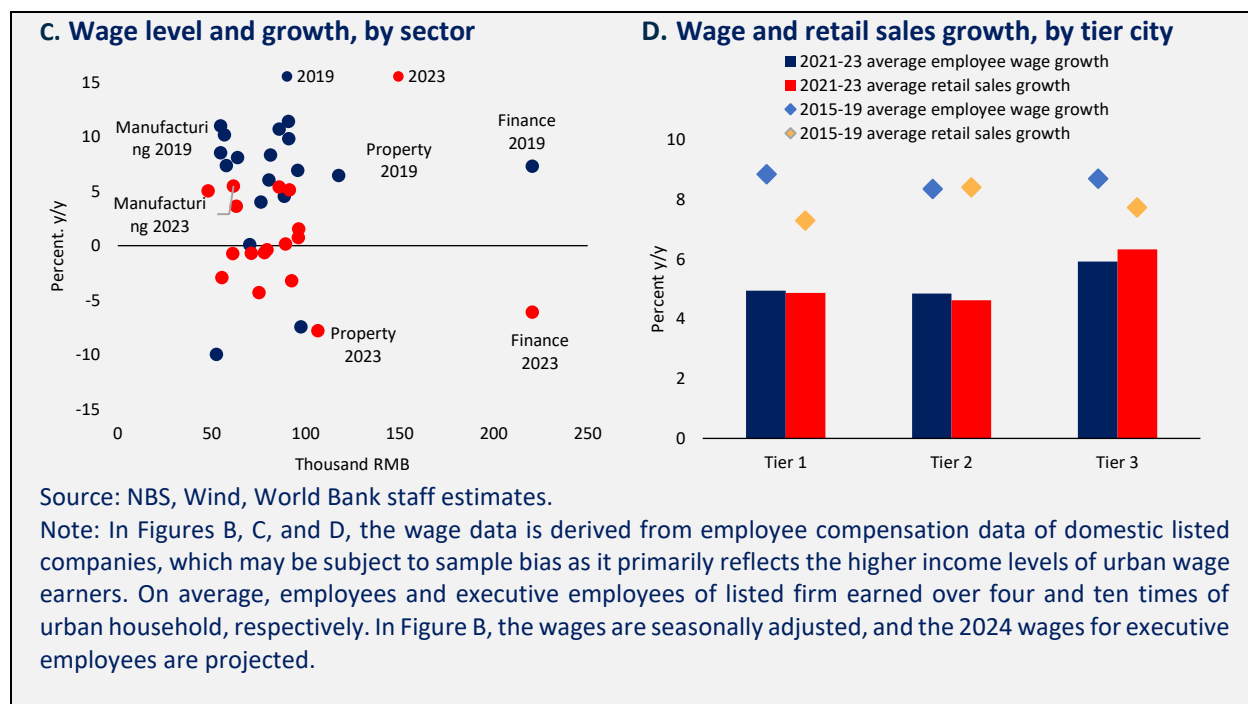 C. Wage level and growth, by sector
2019
2023
Percent. y/y
15
10
5
0
-5
-10
-15
Manufacturi
ng 2019
Manufacturi
ng 2023
Property
2019
Finance
2019
Property
2023
Finance
2023
0 50 100 150 200 250
Thousand RMB
D. Wage and retail sales growth, by tier city
2021-23 average employee wage growth
2021-23 average retail sales growth
2015-19 average employee wage growth
2015-19 average retail sales growth
Percent y/y
10
8
6
4
2
0
Tier 1 Tier 2 Tier 3
Source: NBS, Wind, World Bank staff estimates.
Note: In Figures B, C, and D, the wage data is derived from employee compensation data of domestic listed
companies, which may be subject to sample bias as it primarily reflects the higher income levels of urban wage
earners. On average, employees and executive employees of listed firm earned over four and ten times of
urban household, respectively. In Figure B, the wages are seasonally adjusted, and the 2024 wages for executive
employees are projected.